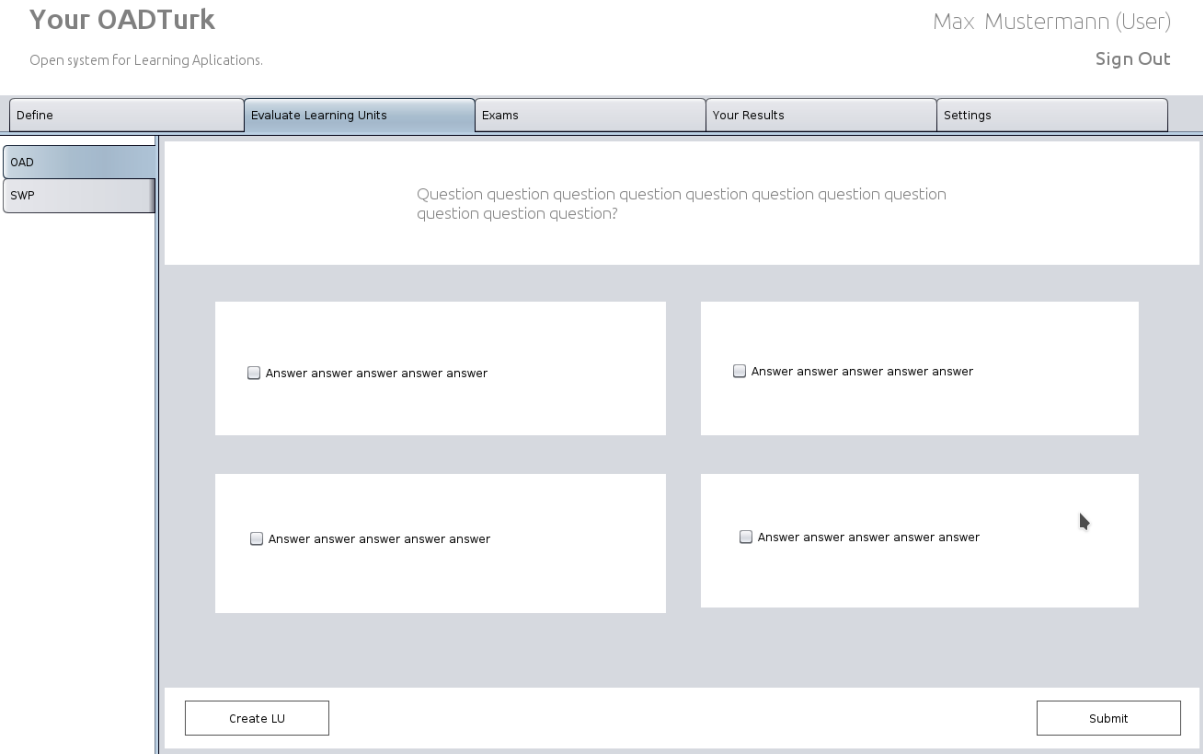 Your OADTurk
Max Mustermann (User)
Open system for Learning Aplications.
Sign Out
Define
Evaluate Learning Units
Exams
Your Results
Settings
OAD
SWP
Question question question question question question question question
question question question?
Answer answer answer answer answer
Answer answer answer answer answer
Answer answer answer answer answer
Answer answer answer answer answer
Create LU
Submit